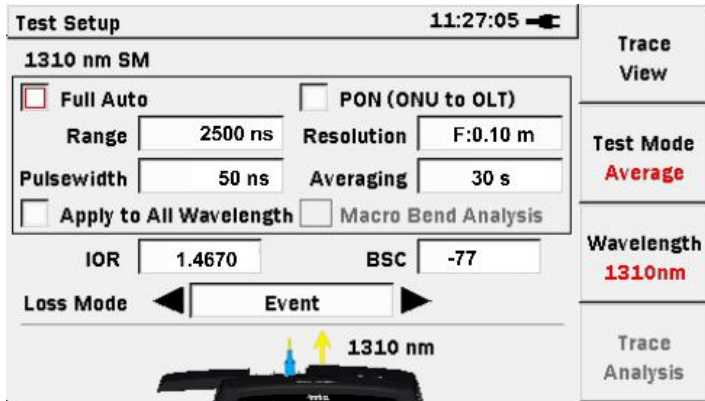 Test Setup
11:27:05
1310 nm SM
Full Auto
PON (ONU to OLT)
Range 2500 ns
Resolution F:0.10 m
Pulsewidth 50 ns
Averaging 30 s
Apply to All Wavelength
Macro Bend Analysis
IOR 1.4670
BSC -77
Loss Mode Event
1310 nm
Trace
View
Test Mode
Average
Wavelength
1310nm
Trace
Analysis